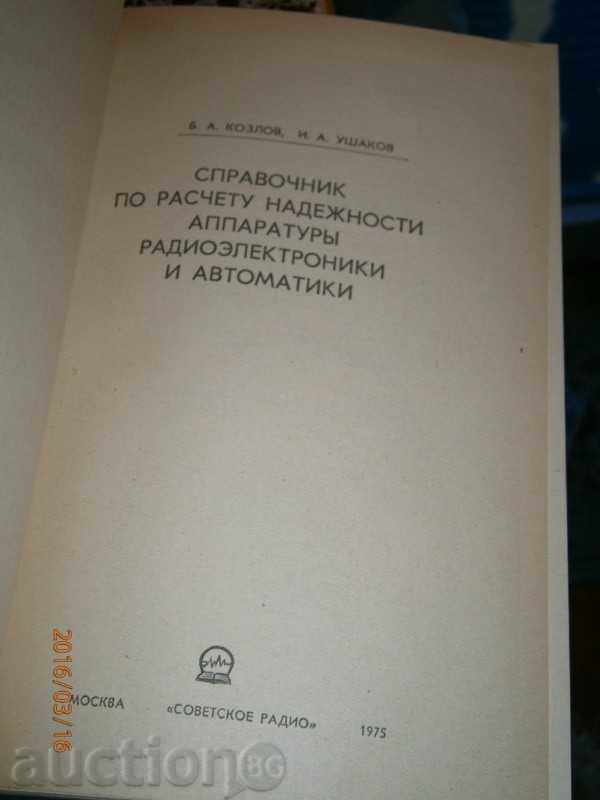 Б. А. КОЗЛОВ, И. А. УШАКОВ
СПРАВОЧНИК
ПО РАСЧЕТУ НАДЕЖНОСТИ
АППАРАТУРЫ
РАДИОЭЛЕКТРОНИКИ
И АВТОМАТИКИ
МОСКВА «СОВЕТСКОЕ РАДИО» 1975
2016/03/16
auction BG